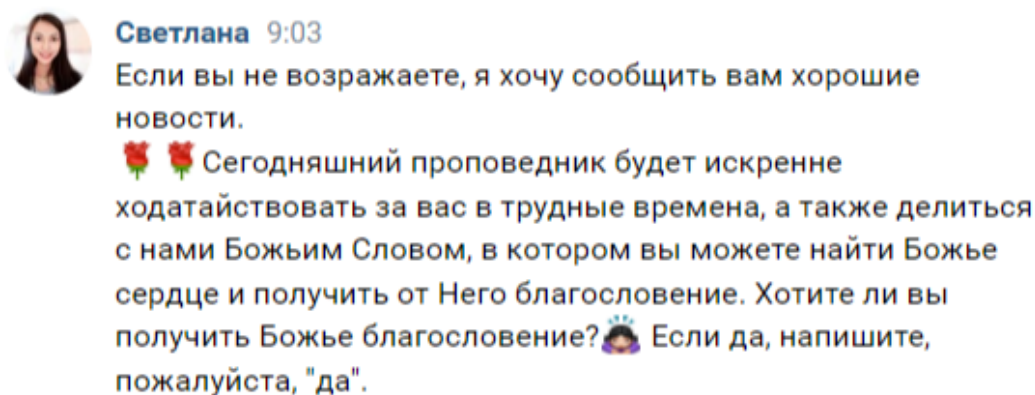 Светлана 9:03
Если вы не возражаете, я хочу сообщить вам хорошие
новости.
🌹 🌹Сегодняшний проповедник будет искренне
ходатайствовать за вас в трудные времена, а также делиться
с нами Божьим Словом, в котором вы можете найти Божье
сердце и получить от Него благословение. Хотите ли вы
получить Божье благословение?🙇‍♀️ Если да, напишите,
пожалуйста, "да".